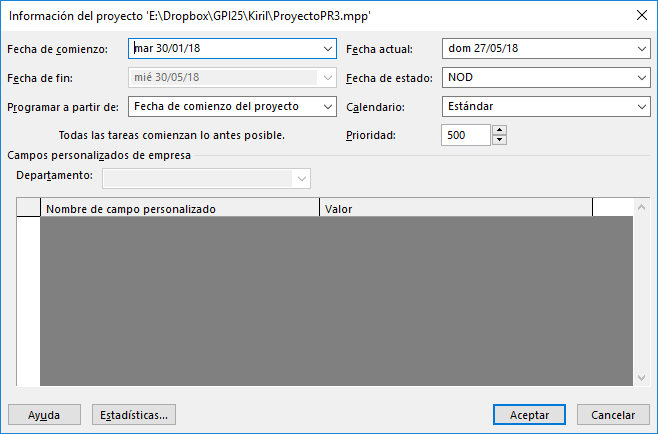 Información del proyecto 'E:\Dropbox\GPI25\Kiril\ProyectoPR3.mpp'
Fecha de comienzo: mar 30/01/18 Fecha actual: dom 27/05/18
Fecha de fin: mié 30/05/18 Fecha de estado: NOD
Programar a partir de: Fecha de comienzo del proyecto Calendario: Estándar
Todas las tareas comienzan lo antes posible. Prioridad: 500
Campos personalizados de empresa
Departamento:
Nombre de campo personalizado Valor
Ayuda Estadísticas... Aceptar Cancelar